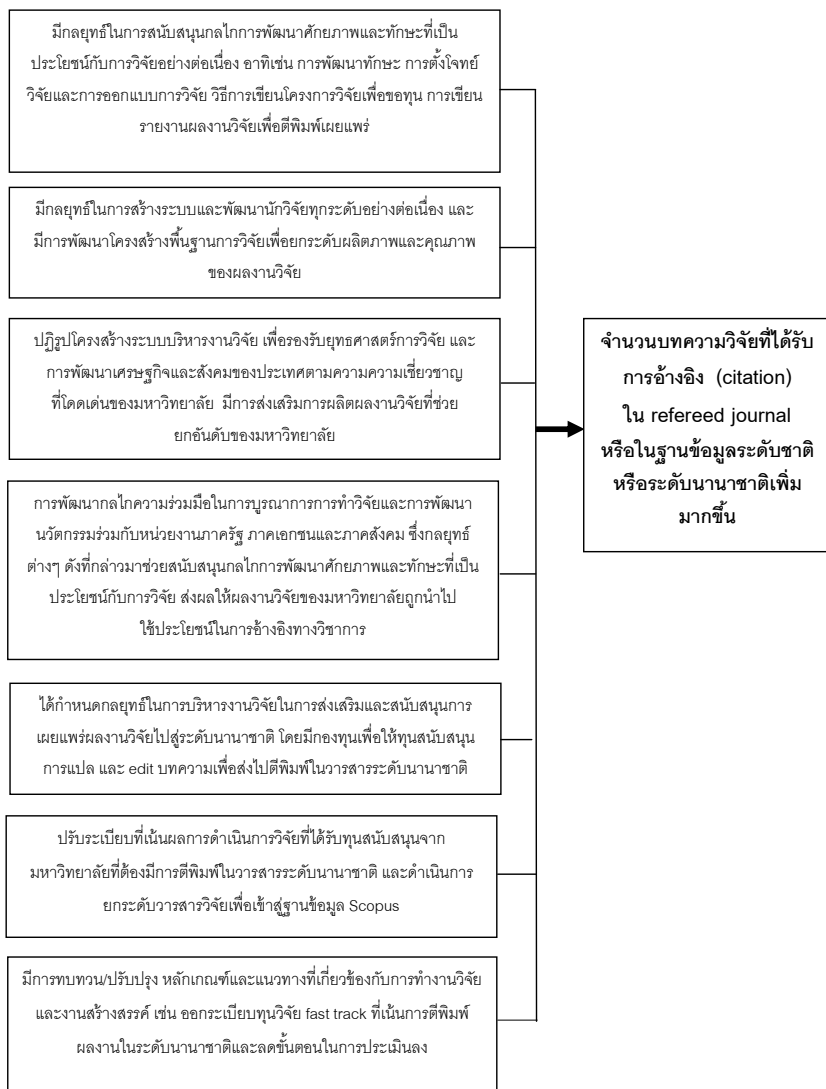 มีกลยุทธ์ในการสนับสนุนกลไกการพัฒนาศักยภาพและทักษะที่เป็น
ประโยชน์กับการวิจัยอย่างต่อเนื่อง อาทิเช่น การพัฒนาทักษะ การตั้งโจทย์
วิจัยและการออกแบบการวิจัย วิธีการเขียนโครงการวิจัยเพื่อขอทุน การเขียน
รายงานผลงานวิจัยเพื่อตีพิมพ์เผยแพร่
มีกลยุทธ์ในการสร้างระบบและพัฒนานักวิจัยทุกระดับอย่างต่อเนื่อง และ
มีการพัฒนาโครงสร้างพื้นฐานการวิจัยเพื่อยกระดับผลิตภาพและคุณภาพ
ของผลงานวิจัย
ปฏิรูปโครงสร้างระบบบริหารงานวิจัย เพื่อรองรับยุทธศาสตร์การวิจัย และ
การพัฒนาเศรษฐกิจและสังคมของประเทศตามความความเชี่ยวชาญ
ที่โดดเด่นของมหาวิทยาลัย มีการส่งเสริมการผลิตผลงานวิจัยที่ช่วย
ยกอันดับของมหาวิทยาลัย
การพัฒนากลไกความร่วมมือในการบูรณาการการทำวิจัยและการพัฒนา
นวัตกรรมร่วมกับหน่วยงานภาครัฐ ภาคเอกชนและภาคสังคม ซึ่งกลยุทธ์
ต่างๆ ดังที่กล่าวมาช่วยสนับสนุนกลไกการพัฒนาศักยภาพและทักษะที่เป็น
ประโยชน์กับการวิจัย ส่งผลให้ผลงานวิจัยของมหาวิทยาลัยถูกนำไป
ใช้ประโยชน์ในการอ้างอิงทางวิชาการ
ได้กำหนดกลยุทธ์ในการบริหารงานวิจัยในการส่งเสริมและสนับสนุนการ
เผยแพร่ผลงานวิจัยไปสู่ระดับนานาชาติ โดยมีกองทุนเพื่อให้ทุนสนับสนุน
การแปล และ edit บทความเพื่อส่งไปตีพิมพ์ในวารสารระดับนานาชาติ
ปรับระเบียบที่เน้นผลการดำเนินการวิจัยที่ได้รับทุนสนับสนุนจาก
มหาวิทยาลัยที่ต้องมีการตีพิมพ์ในวารสารระดับนานาชาติ และดำเนินการ
ยกระดับวารสารวิจัยเพื่อเข้าสู่ฐานข้อมูล Scopus
มีการทบทวน/ปรับปรุง หลักเกณฑ์และแนวทางที่เกี่ยวข้องกับการทำงานวิจัย
และงานสร้างสรรค์ เช่น ออกระเบียบทุนวิจัย fast track ที่เน้นการตีพิมพ์
ผลงานในระดับนานาชาติและลดขั้นตอนในการประเมินลง
จำนวนบทความวิจัยที่ได้รับ
การอ้างอิง (citation)
ใน refereed journal
หรือในฐานข้อมูลระดับชาติ
หรือระดับนานาชาติเพิ่ม
มากขึ้น